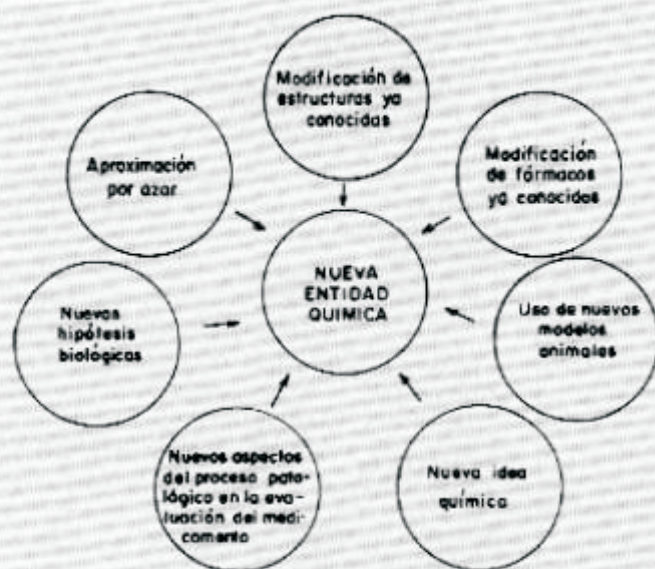 Modificación de
estructuras ya
conocidas
Aproximación
por azar
Modificación
de fármacos
ya conocidos
NUEVA
ENTIDAD
QUIMICA
Nuevas
hipótesis
biológicas
Uso de nuevos
modelos
animales
Nuevos aspectos
del proceso pato-
lógico en la eva-
luación del medi-
camento
Nueva idea
química